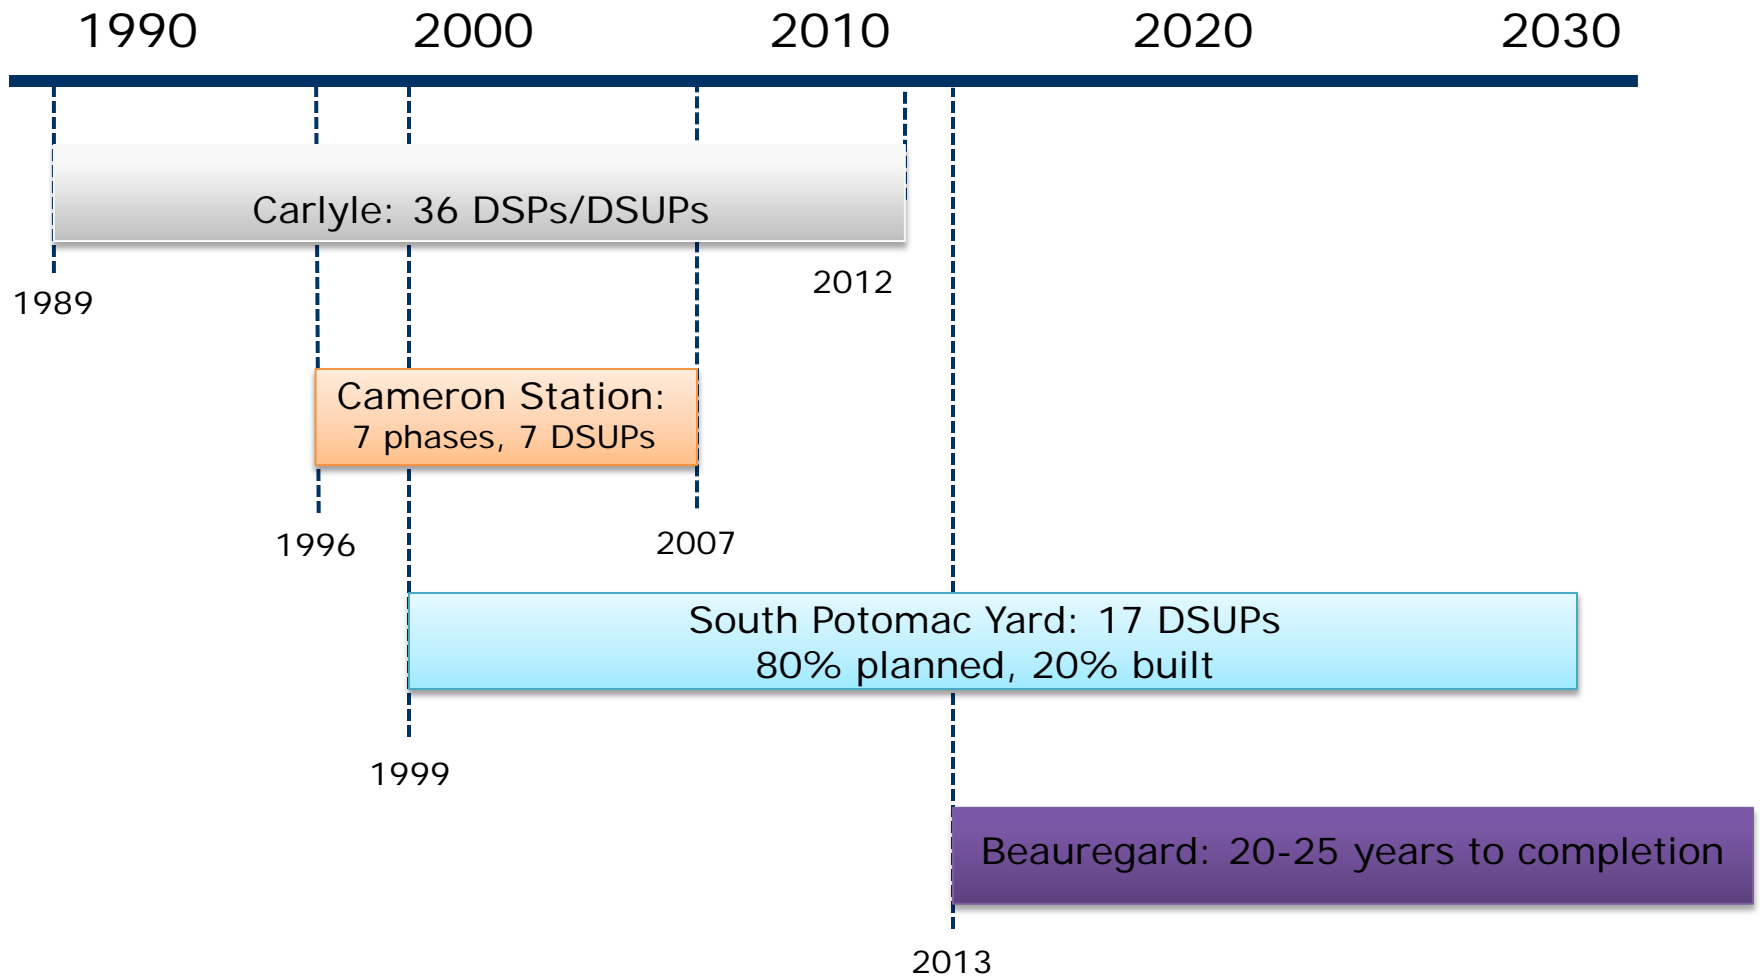 1990 2000 2010 2020 2030
Carlyle: 36 DSPs/DSUPs
2012
1989
Cameron Station:
7 phases, 7 DSUPs
1996 2007
South Potomac Yard: 17 DSUPs
80% planned, 20% built
1999
Beauregard: 20-25 years to completion
2013